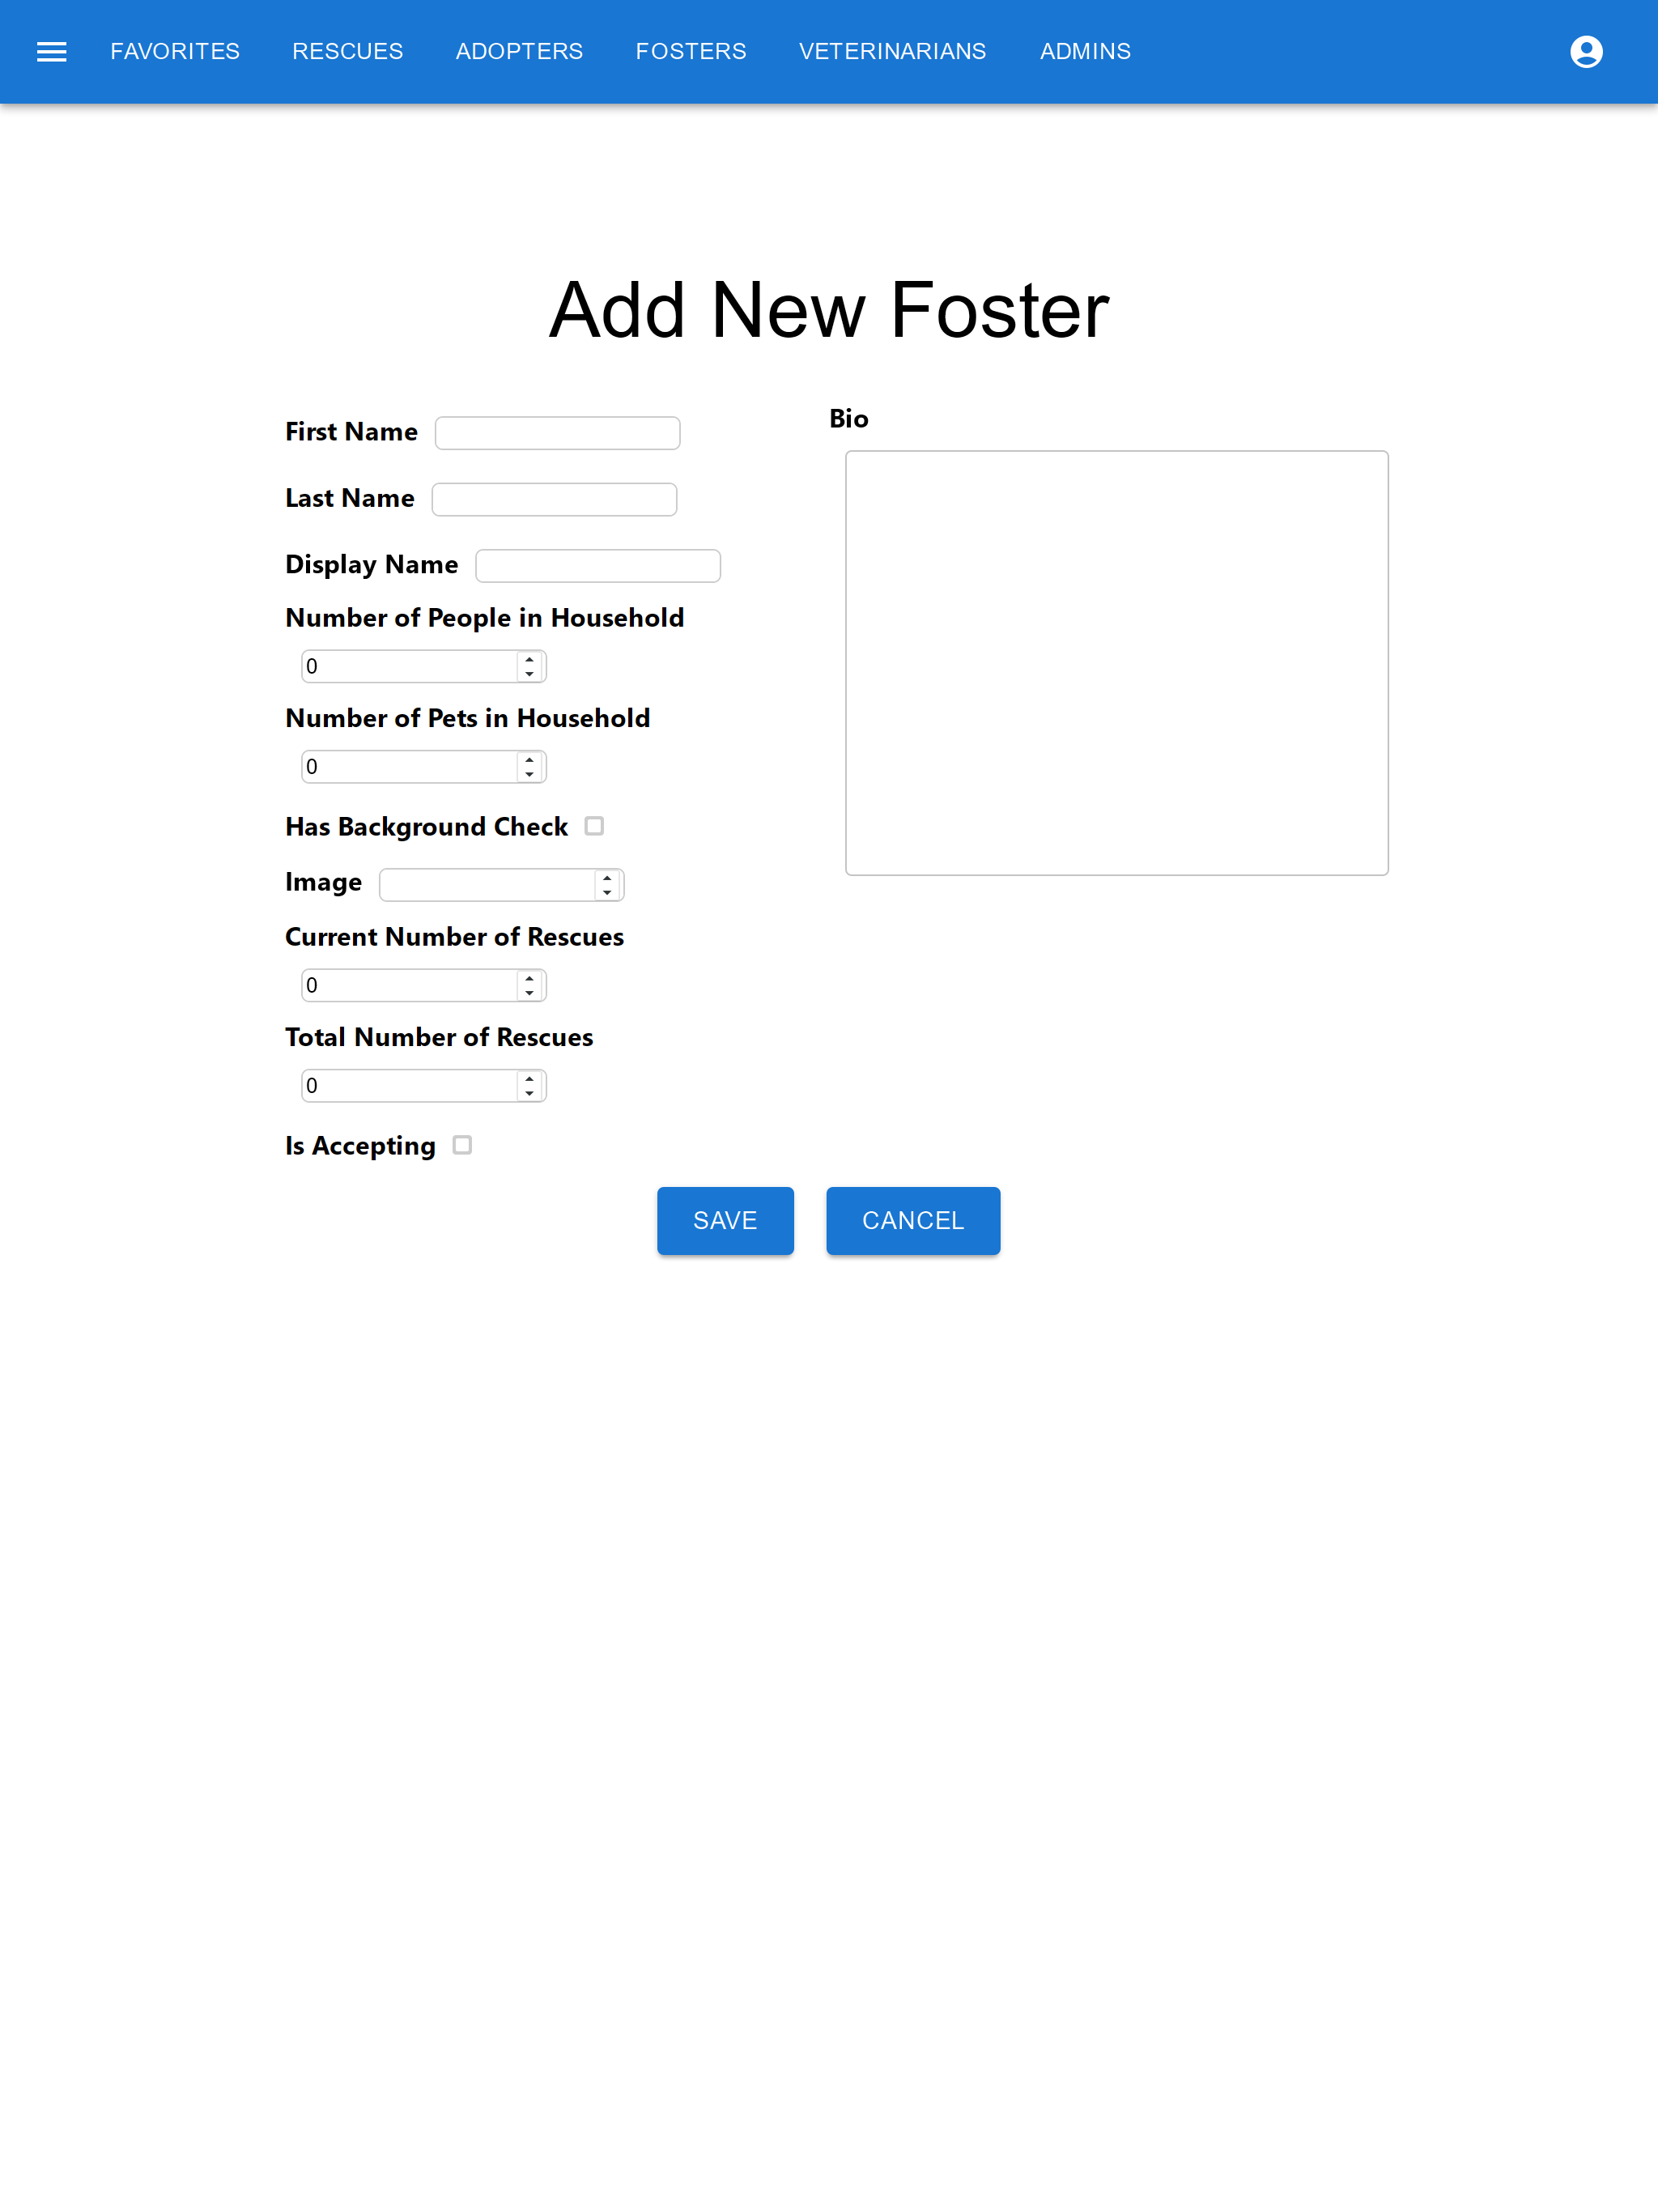 FAVORITES RESCUES ADOPTERS FOSTERS VETERINARIANS ADMINS
Add New Foster
First Name
Last Name
Display Name
Number of People in Household
0
Number of Pets in Household
0
Has Background Check
Image
Current Number of Rescues
0
Total Number of Rescues
0
Is Accepting
Bio
SAVE CANCEL